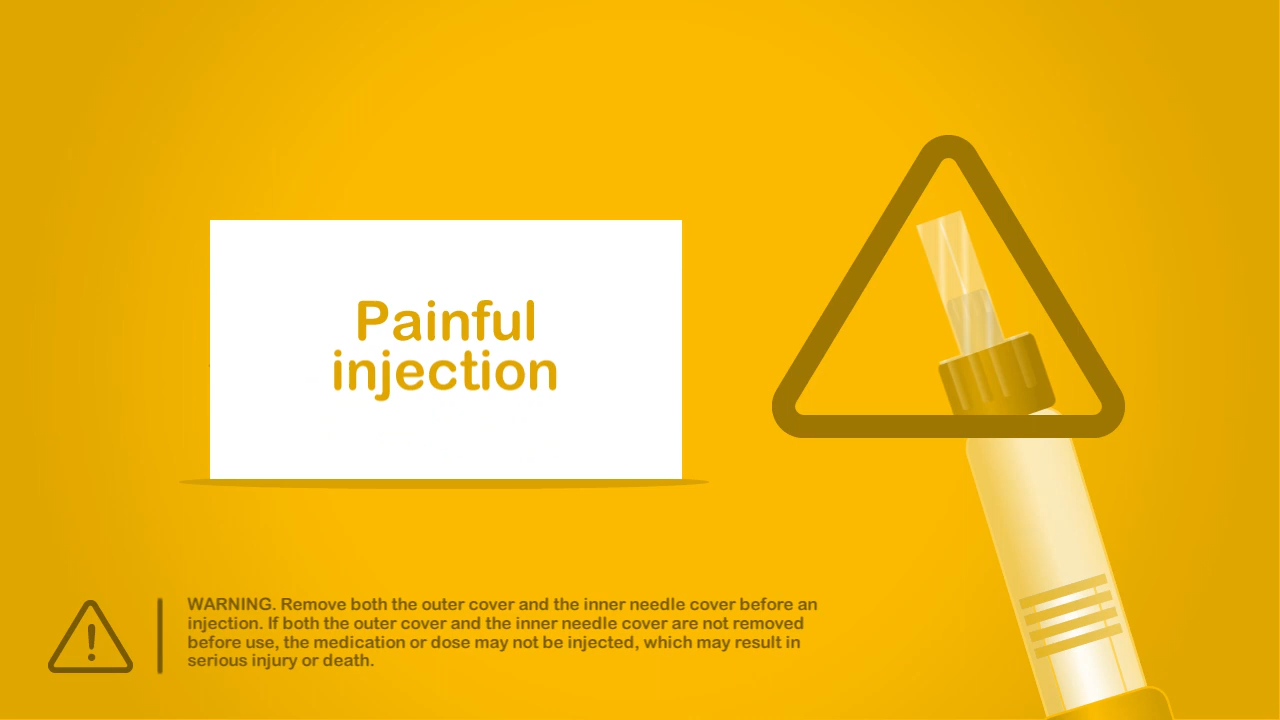 Painful
injection
WARNING. Remove both the outer cover and the inner needle cover before an
injection. If both the outer cover and the inner needle cover are not removed
before use, the medication or dose may not be injected, which may result in
serious injury or death.